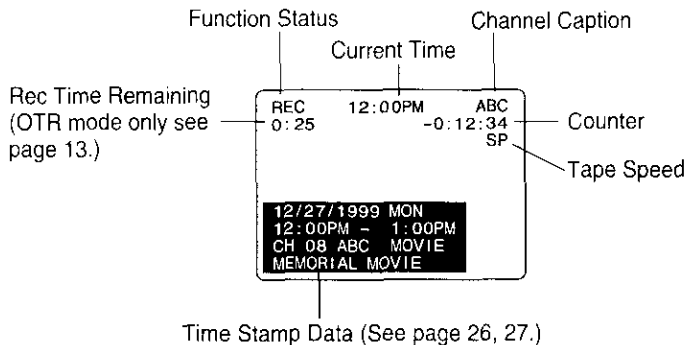 Function Status
Channel Caption
Current Time
Rec Time Remaining
(OTR mode only see
page 13.)
REC 12:00PM ABC
0:25 -0:12:34
SP
Counter
Tape Speed
12/27/1999 MON
12:00PM - 1:00PM
CH 08 ABC MOVIE
MEMORIAL MOVIE
Time Stamp Data (See page 26, 27.)